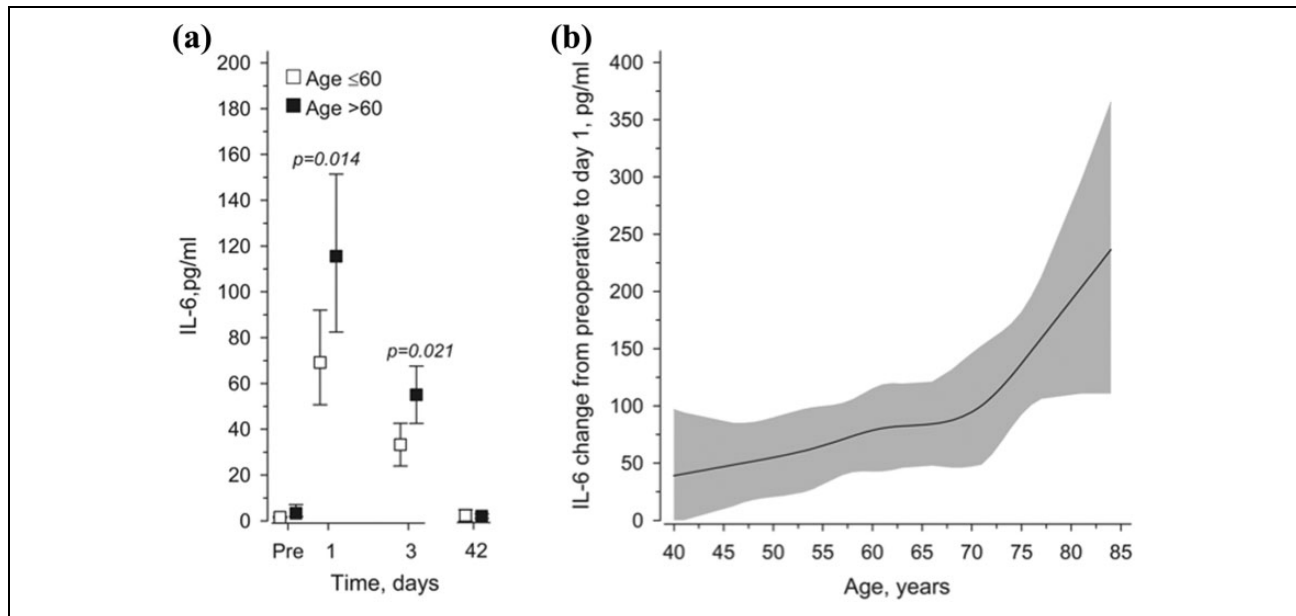 (a)
200
180
160
140
120
100
80
60
40
20
0
IL-6,pg/ml
Age ≤60
Age >60
p=0.014
p=0.021
Pre 1 3 42
Time, days
(b)
400
350
300
250
200
150
100
50
0
IL-6 change from preoperative to day 1, pg/ml
40 45 50 55 60 65 70 75 80 85
Age, years